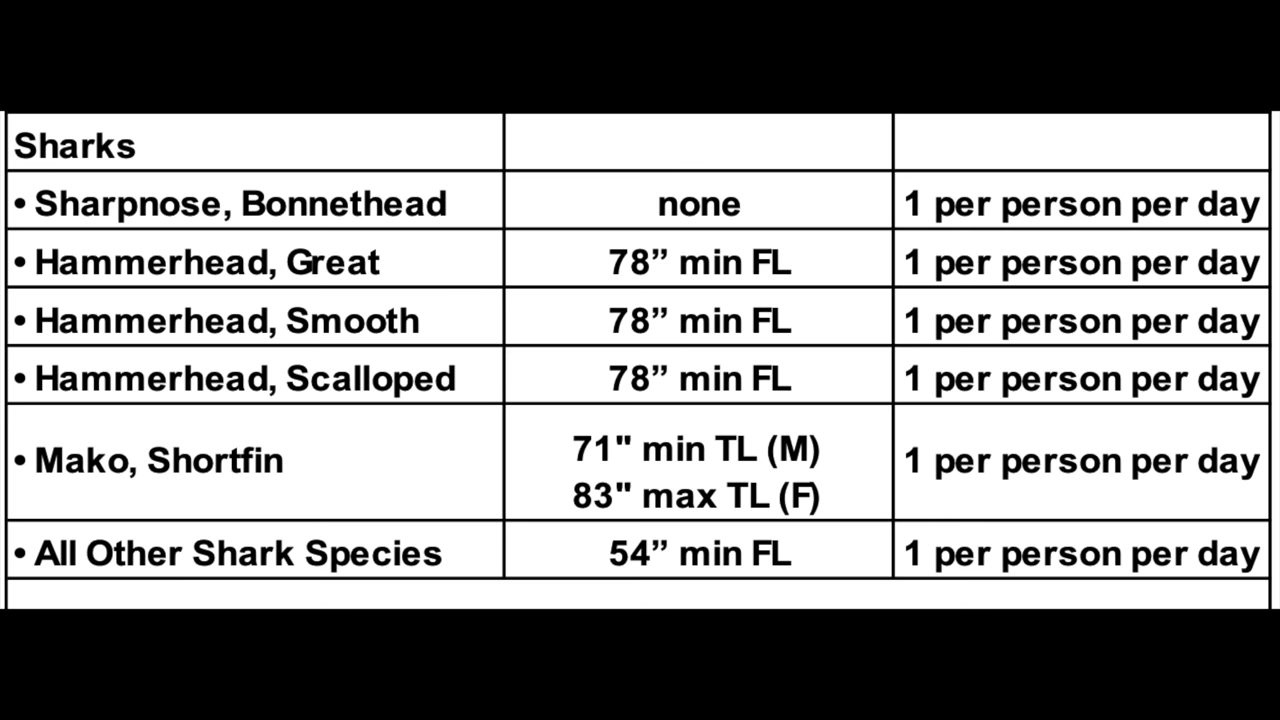 Sharks
• Sharpnose, Bonnethead none 1 per person per day
• Hammerhead, Great 78” min FL 1 per person per day
• Hammerhead, Smooth 78” min FL 1 per person per day
• Hammerhead, Scalloped 78” min FL 1 per person per day
• Mako, Shortfin 71" min TL (M) 1 per person per day
83" max TL (F)
• All Other Shark Species 54” min FL 1 per person per day